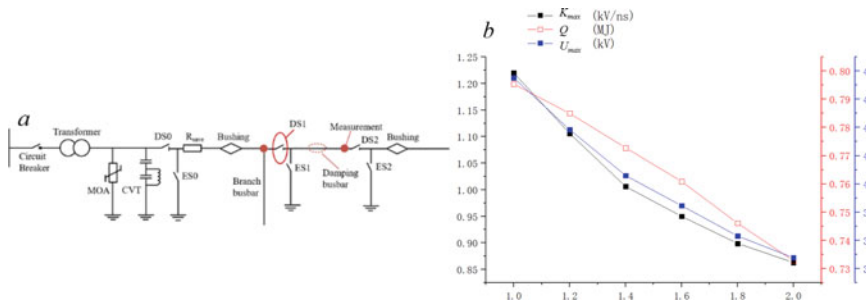 a
Circuit
Breaker
Transformer
MOA
CVT
DS0
ES0
Bushing
Branch
busbar
DS1
ES1
Measurement
Damping
busbar
DS2
ES2
Bushing
b
K max (kV/ns)
Q (MJ)
U max (kV)
1.25
1.20
1.15
1.10
1.05
1.00
0.95
0.90
0.85
1.0 1.2 1.4 1.6 1.8 2.0
0.80
0.79
0.78
0.77
0.76
0.75
0.74
0.73